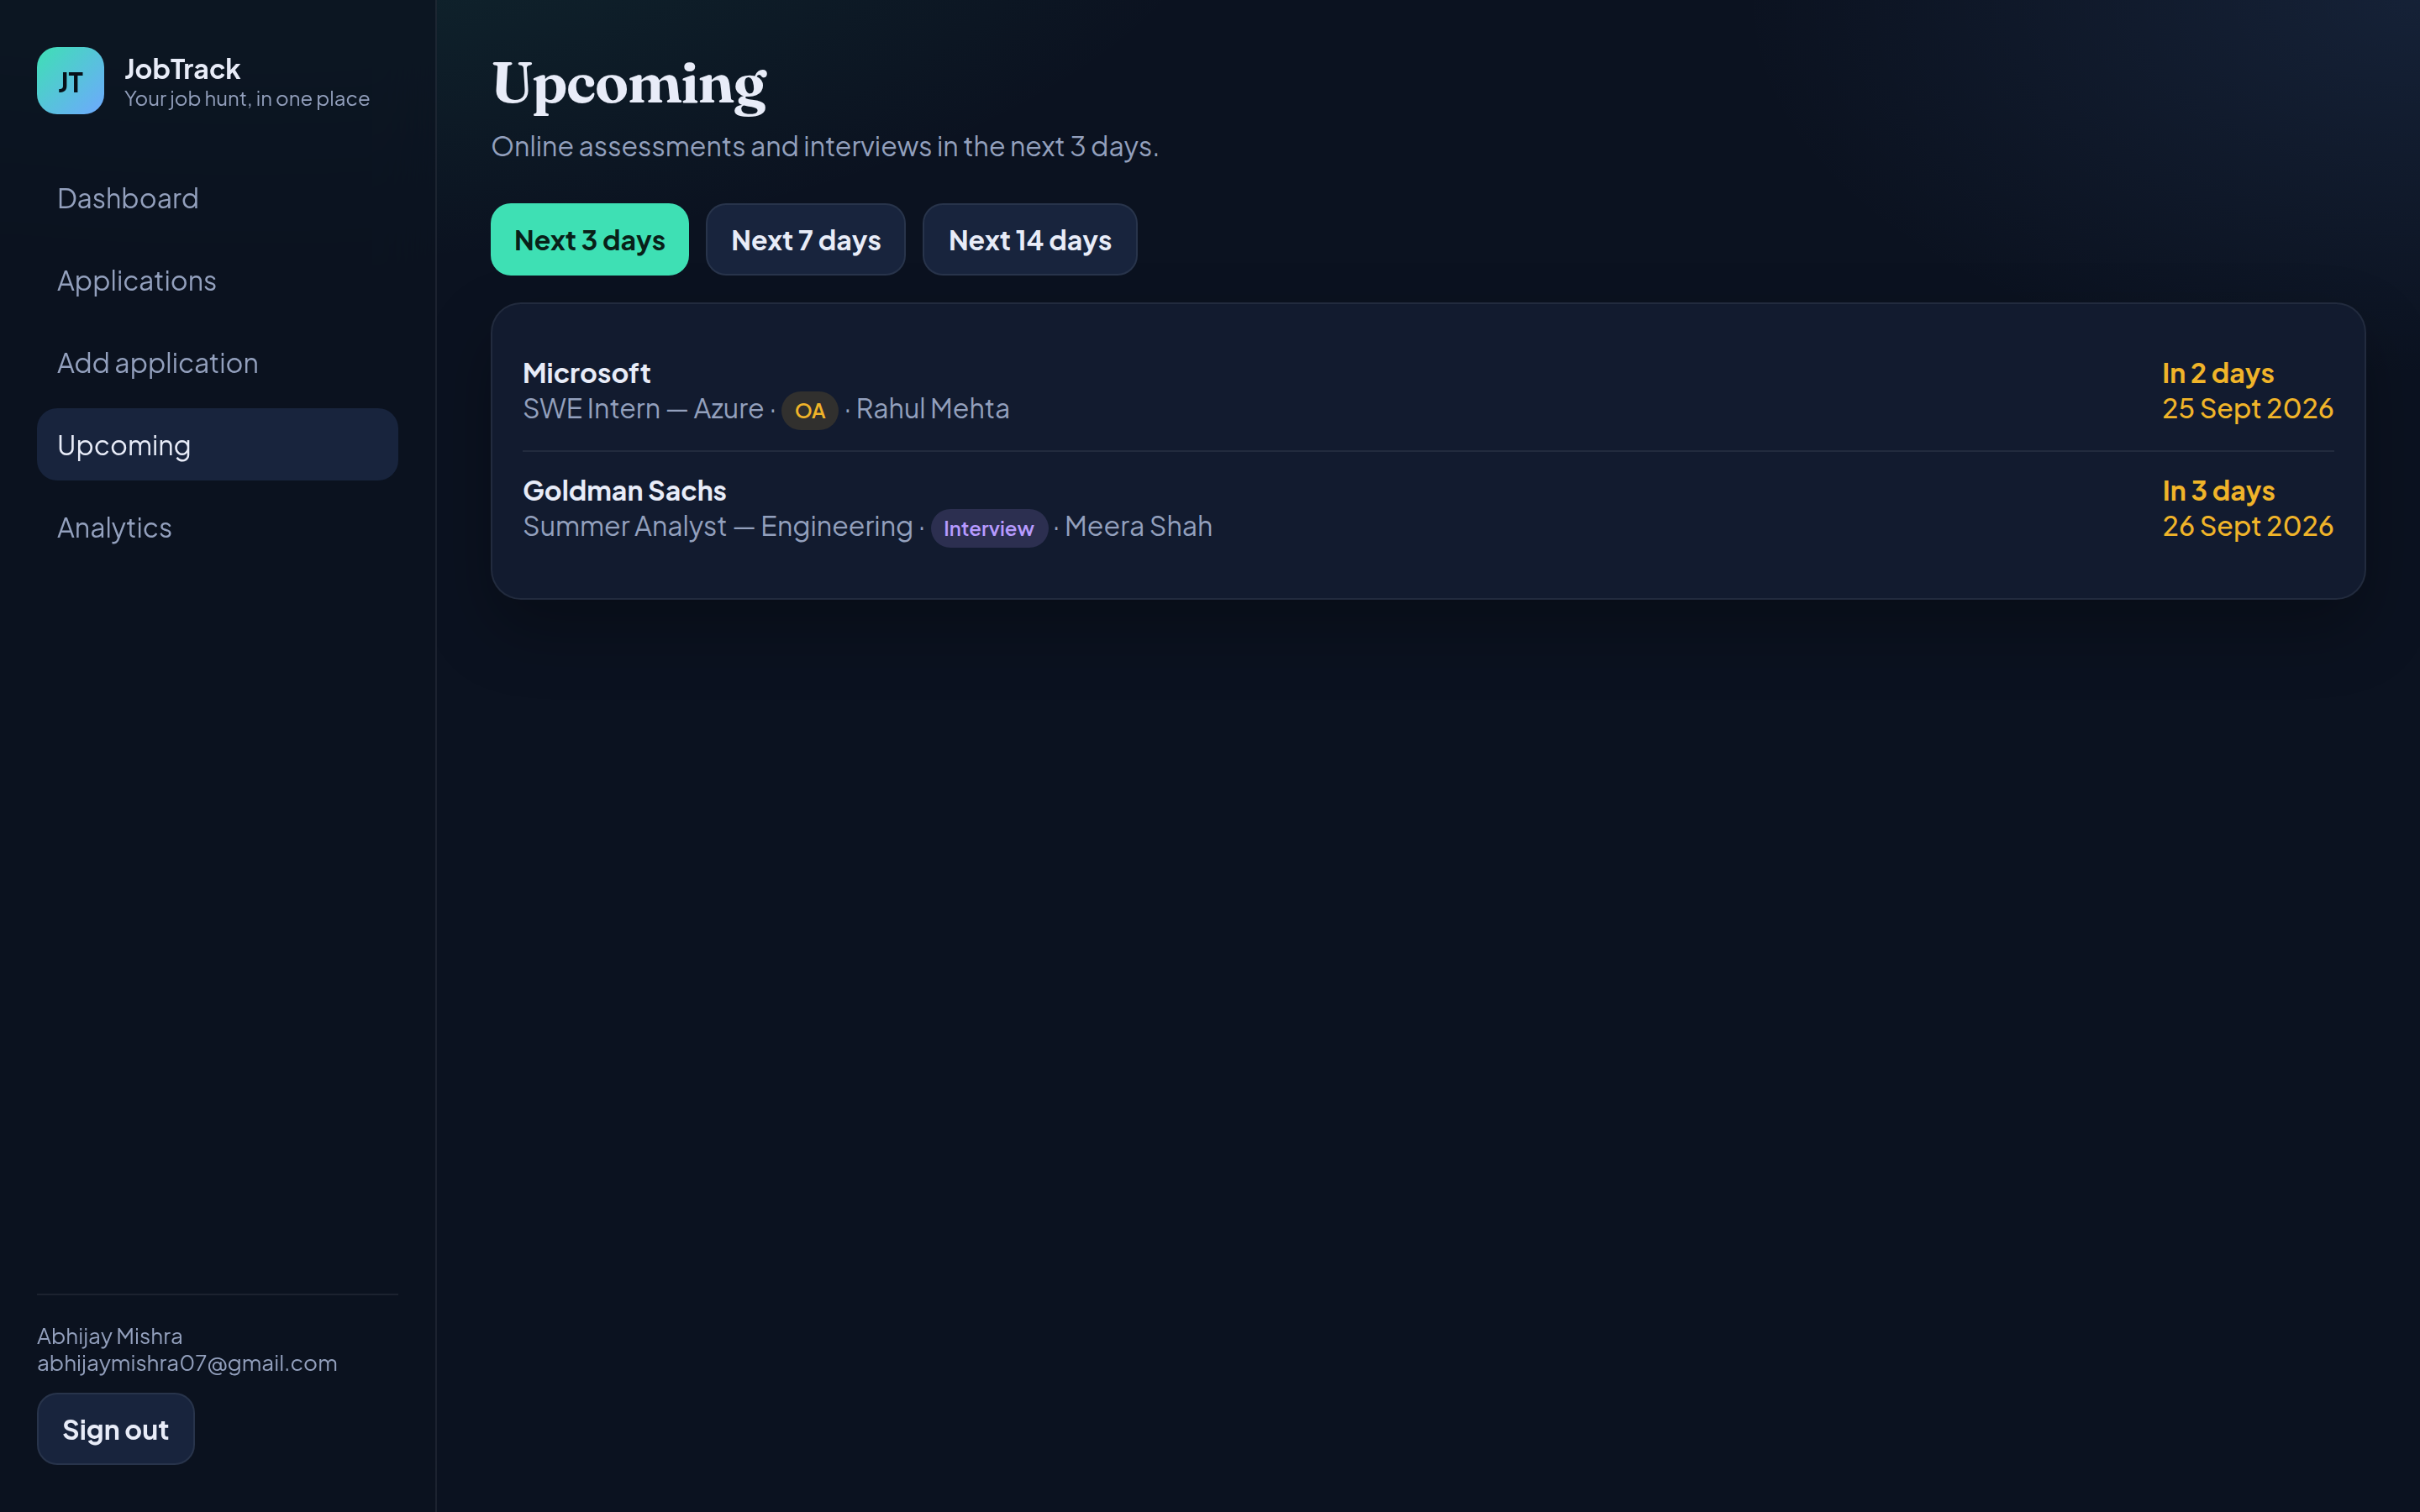 JT
JobTrack
Your job hunt, in one place
Dashboard
Applications
Add application
Upcoming
Analytics
Abhijay Mishra
abhijaymishra07@gmail.com
Sign out
Upcoming
Online assessments and interviews in the next 3 days.
Next 3 days Next 7 days Next 14 days
Microsoft In 2 days
SWE Intern — Azure · OA · Rahul Mehta 25 Sept 2026
Goldman Sachs In 3 days
Summer Analyst — Engineering · Interview · Meera Shah 26 Sept 2026